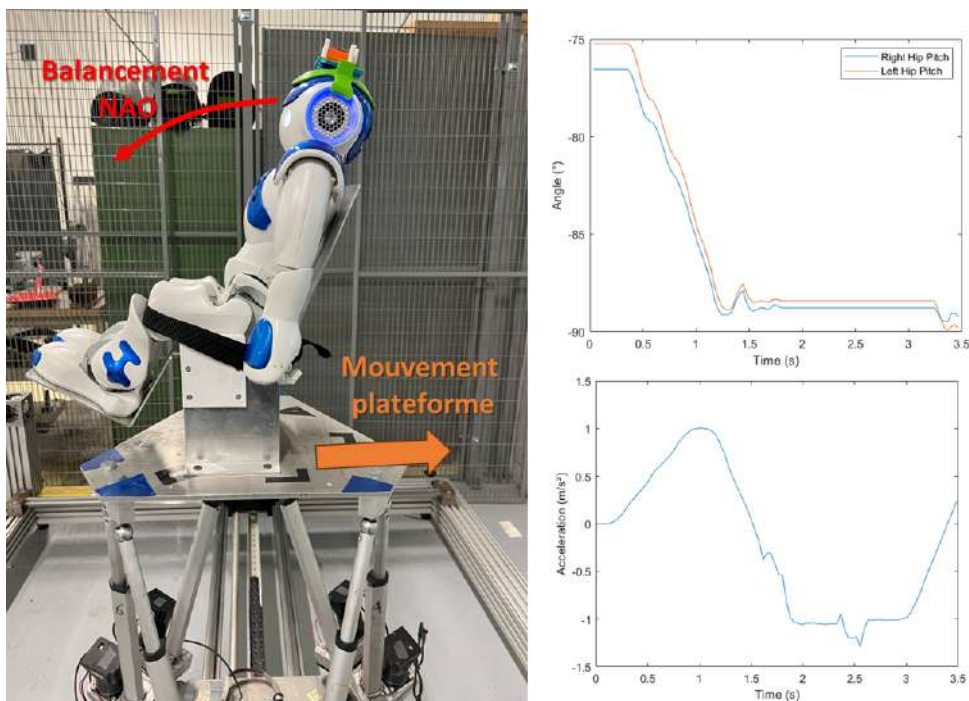 Balancement
NAO
Mouvement
plateforme
6
4
Right Hip Pitch
Left Hip Pitch
-75
-80
-85
-90
Angle (°)
0
0.5
1
1.5
2
2.5
3
3.5
Time (s)
1.5
1
0.5
0
-0.5
-1
-1.5
Acceleration (m/s²)
0
0.5
1
1.5
2
2.5
3
3.5
Time (s)